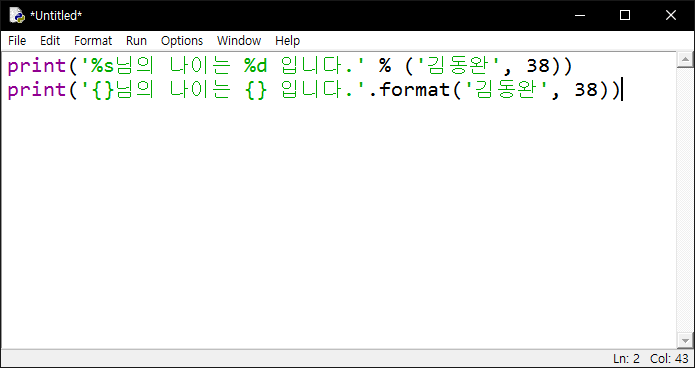 *Untitled*
File Edit Format Run Options Window Help
print('%s님의 나이는 %d 입니다.' % ('김동완', 38))
print('{}님의 나이는 {} 입니다.'.format('김동완', 38))
Ln: 2 Col: 43